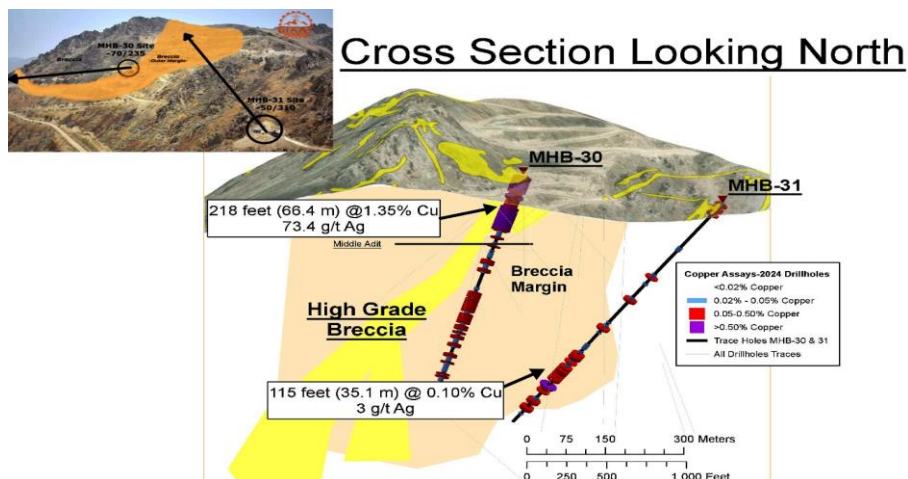 MHB-30 Site
-70/235
Breccia
Breccia
Outer Margin
MHB-31 Site
-50/310
Cross Section Looking North
MHB-30
MHB-31
218 feet (66.4 m) @1.35% Cu
73.4 g/t Ag
Middle Adit
Breccia
Margin
High Grade
Breccia
Copper Assays-2024 Drillholes
<0.02% Copper
0.02% - 0.05% Copper
0.05-0.50% Copper
>0.50% Copper
Trace Holes MHB-30 & 31
All Drillholes Traces
115 feet (35.1 m) @ 0.10% Cu
3 g/t Ag
0 75 150 300 Meters
0 250 500 1 000 Feet